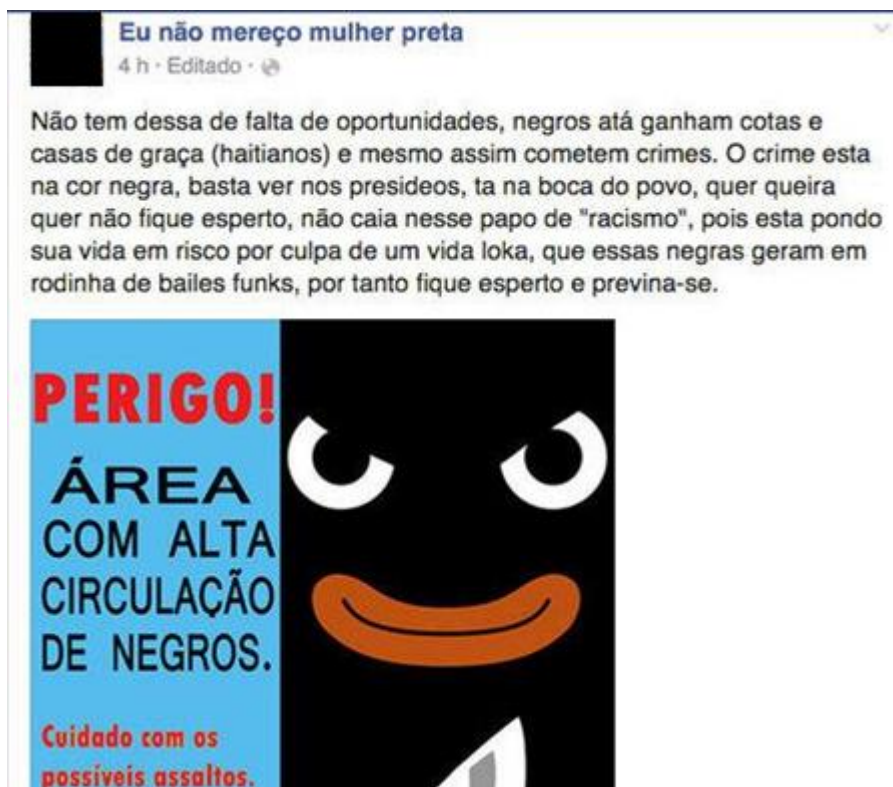 Eu não mereço mulher preta
4 h · Editado ·
Não tem dessa de falta de oportunidades, negros atá ganham cotas e
casas de graça (haitianos) e mesmo assim cometem crimes. O crime esta
na cor negra, basta ver nos presideos, ta na boca do povo, quer queira
quer não fique esperto, não caia nesse papo de "racismo", pois esta pondo
sua vida em risco por culpa de um vida loka, que essas negras geram em
rodinha de bailes funks, por tanto fique esperto e previna-se.
PERIGO!
ÁREA
COM ALTA
CIRCULAÇÃO
DE NEGROS.
Cuidado com os
possíveis assaltos.